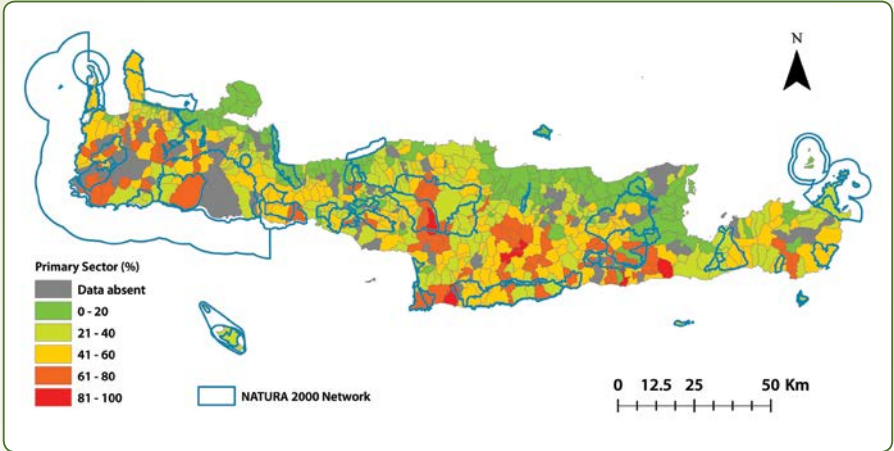 N
Primary Sector (%)
Data absent
0 - 20
21 - 40
41 - 60
61 - 80
81 - 100
NATURA 2000 Network
0 12.5 25 50 Km